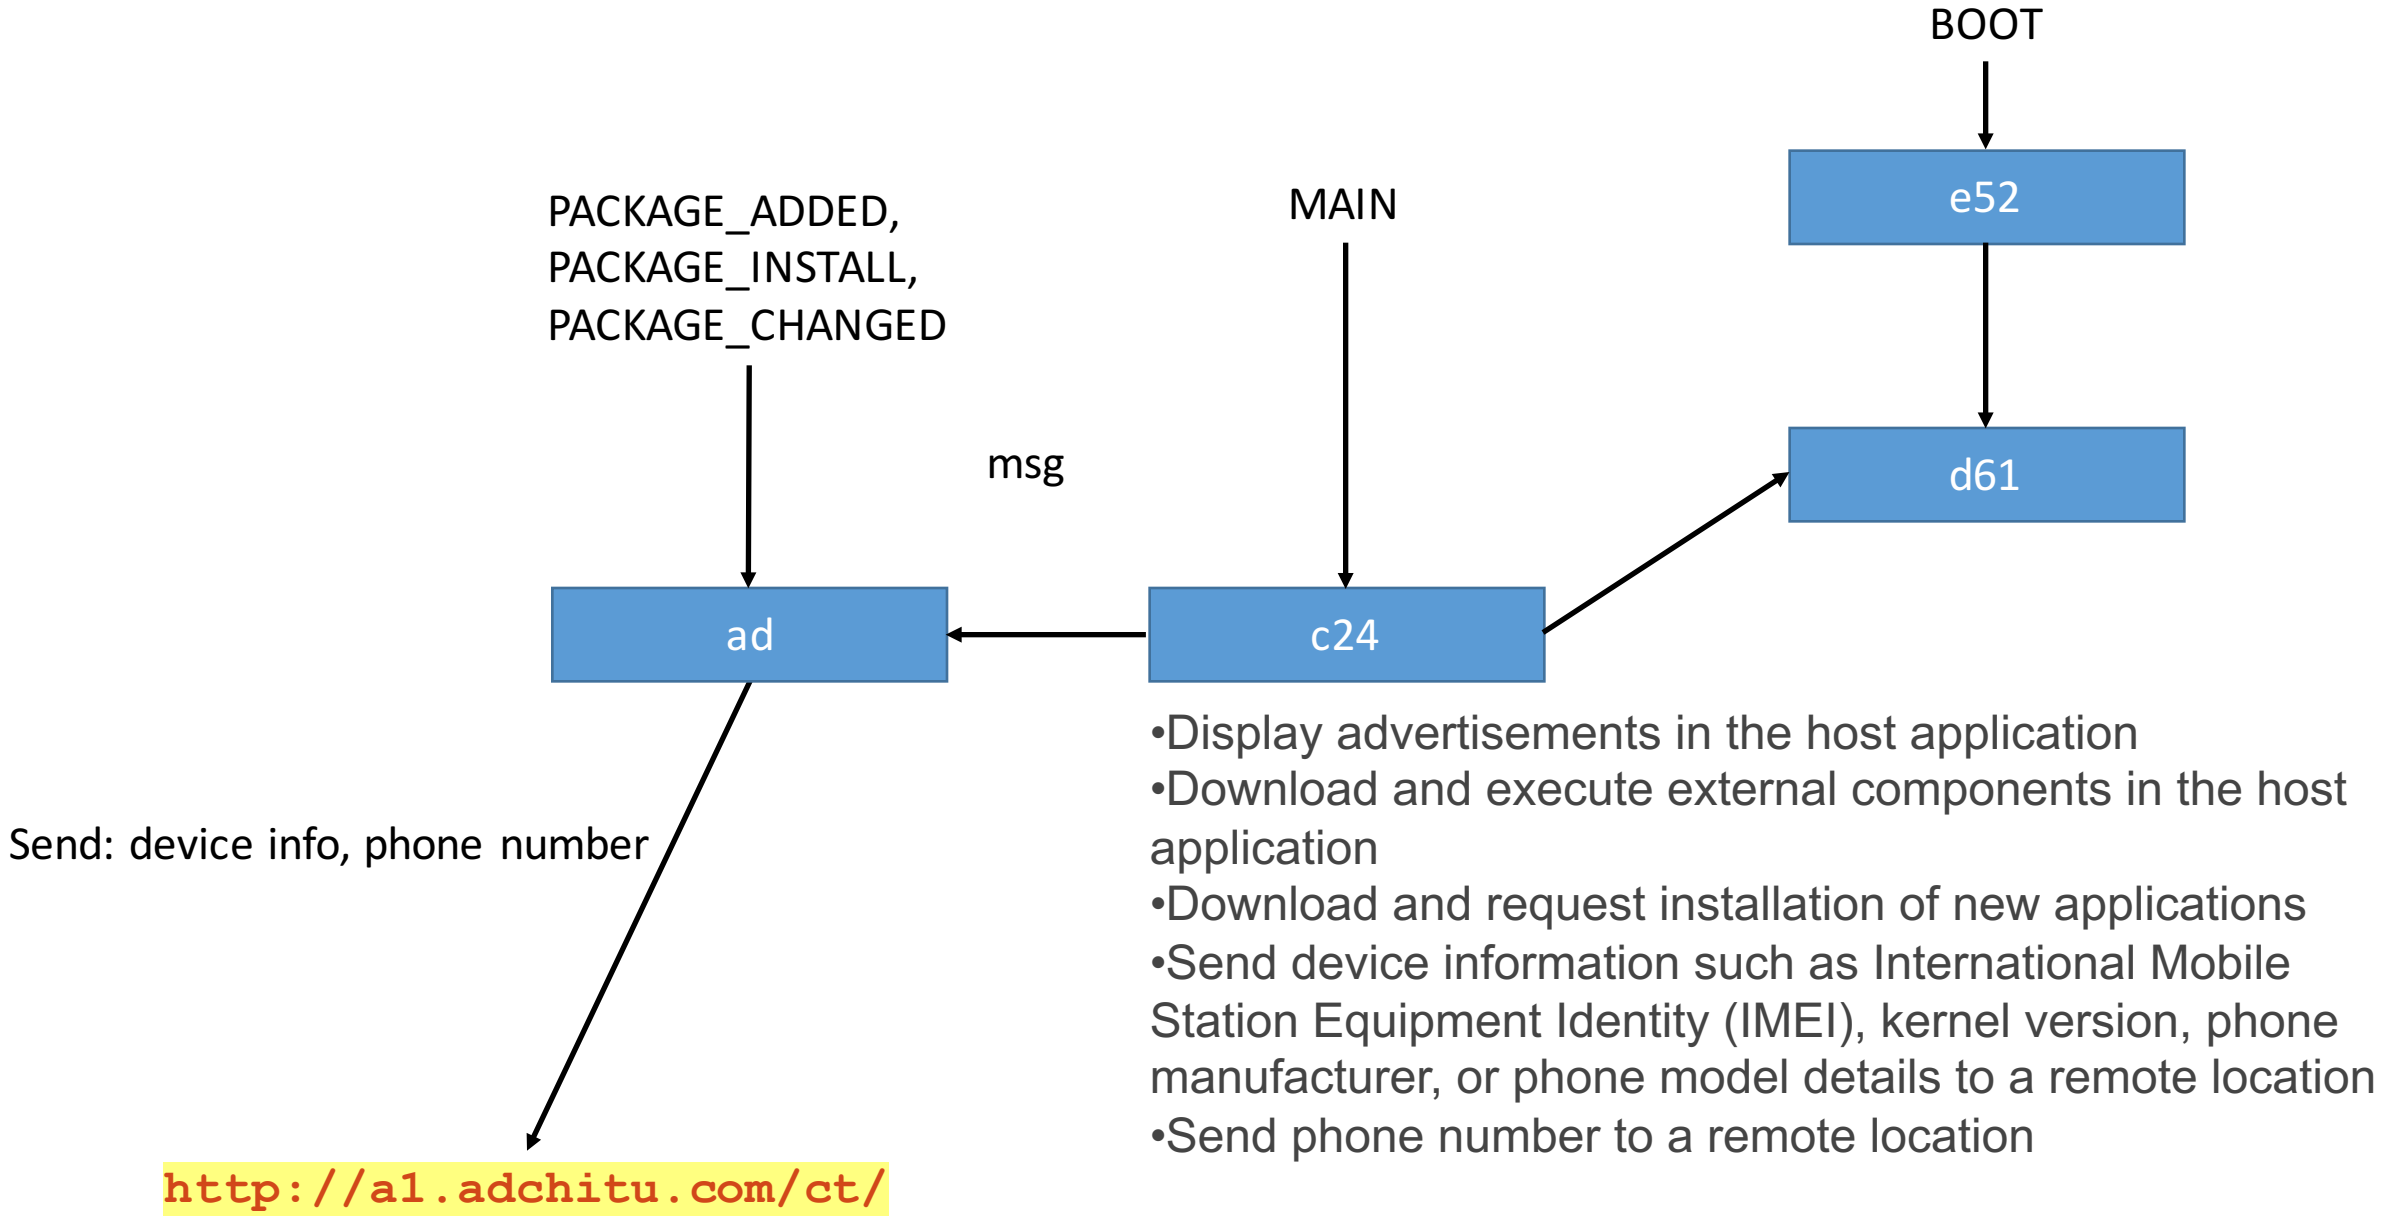 BOOT
e52
PACKAGE_ADDED,
PACKAGE_INSTALL,
PACKAGE_CHANGED
MAIN
msg
d61
ad
c24
Send: device info, phone number
•Display advertisements in the host application
•Download and execute external components in the host
application
•Download and request installation of new applications
•Send device information such as International Mobile
Station Equipment Identity (IMEI), kernel version, phone
manufacturer, or phone model details to a remote location
•Send phone number to a remote location
http://a1.adchitu.com/ct/